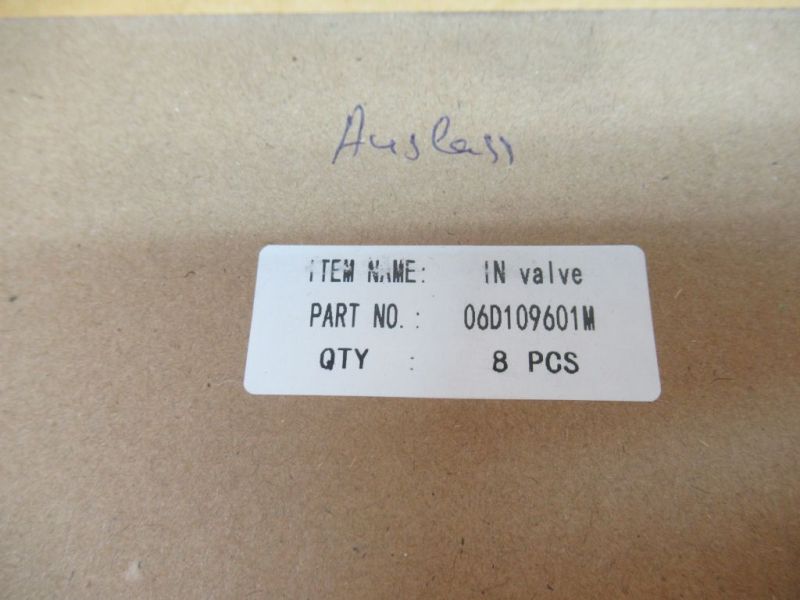 Auslass
ITEM NAME: IN valve
PART NO.: 06D109601M
QTY : 8 PCS